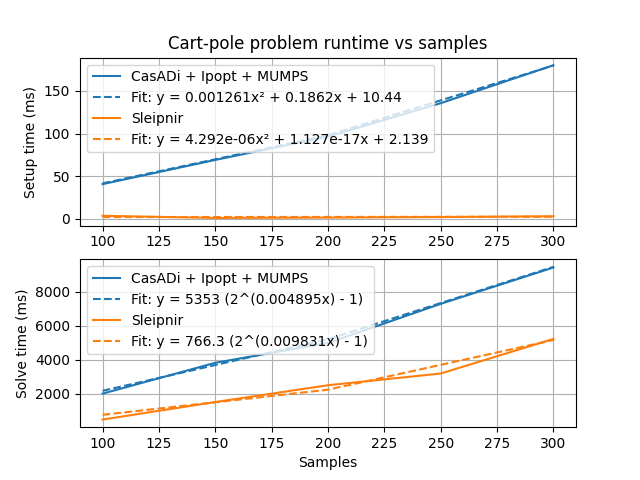 Cart-pole problem runtime vs samples
Setup time (ms)
150
100
50
0
CasADi + Ipopt + MUMPS
Fit: y = 0.001261x² + 0.1862x + 10.44
Sleipnir
Fit: y = 4.292e-06x² + 1.127e-17x + 2.139
100 125 150 175 200 225 250 275 300
Solve time (ms)
8000
6000
4000
2000
CasADi + Ipopt + MUMPS
Fit: y = 5353 (2^(0.004895x) - 1)
Sleipnir
Fit: y = 766.3 (2^(0.009831x) - 1)
100 125 150 175 200 225 250 275 300
Samples